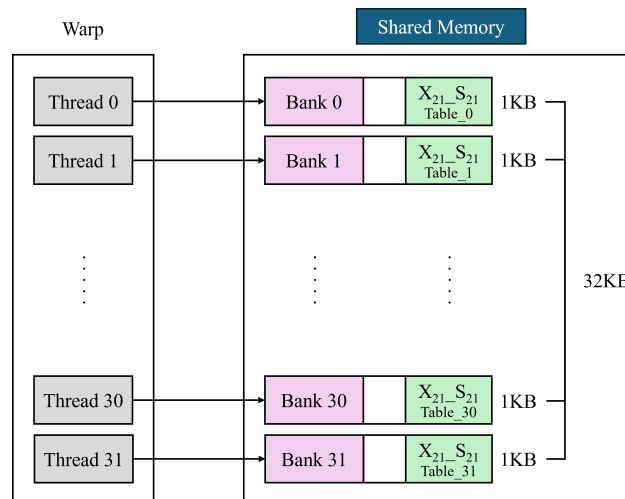 Warp
Shared Memory
Thread 0
Bank 0
X₂₁_S₂₁
Table_0
1KB
Thread 1
Bank 1
X₂₁_S₂₁
Table_1
1KB
32KB
Thread 30
Bank 30
X₂₁_S₂₁
Table_30
1KB
Thread 31
Bank 31
X₂₁_S₂₁
Table_31
1KB